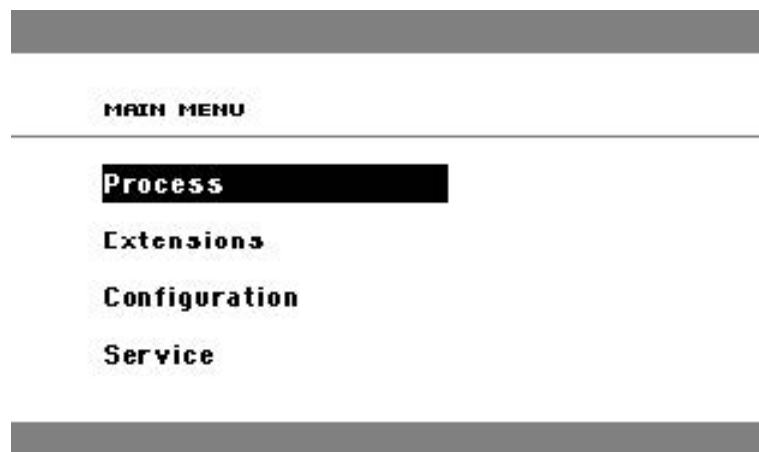 MAIN MENU
Process
Extensions
Configuration
Service